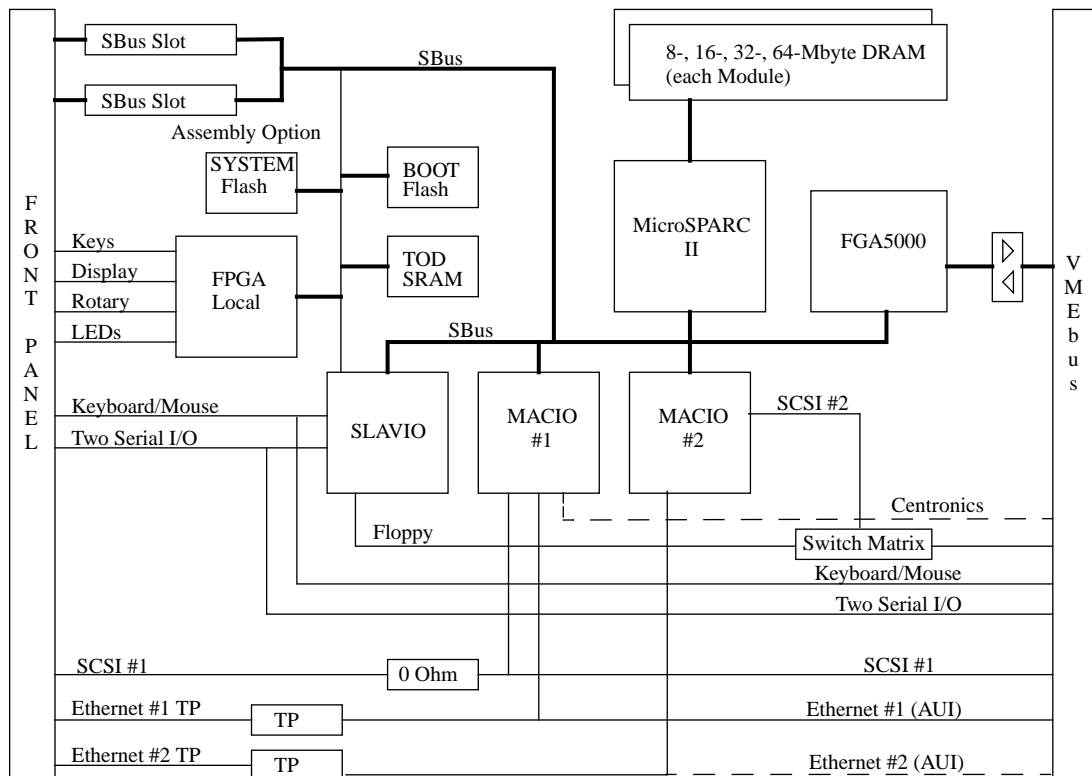 SBus Slot
SBus
8-, 16-, 32-, 64-Mbyte DRAM
(each Module)
SBus Slot
Assembly Option
SYSTEM
Flash
BOOT
Flash
MicroSPARC
II
FGA5000
FRONT PANEL
VMEbus
Keys
Display
Rotary
LEDs
FPGA
Local
TOD
SRAM
SBus
Keyboard/Mouse
Two Serial I/O
SLAVIO
MACIO
#1
MACIO
#2
SCSI #2
Centronics
Floppy
Switch Matrix
Keyboard/Mouse
Two Serial I/O
SCSI #1
0 Ohm
SCSI #1
Ethernet #1 TP
TP
Ethernet #1 (AUI)
Ethernet #2 TP
TP
Ethernet #2 (AUI)